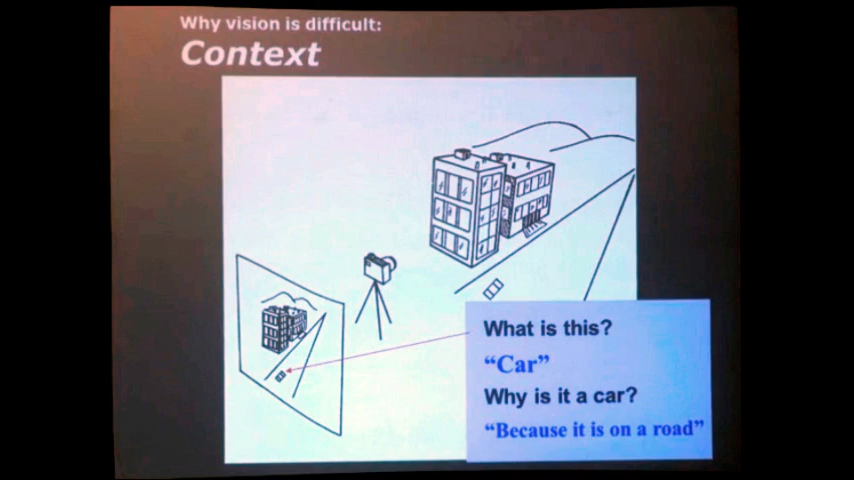 Why vision is difficult:
Context
What is this?
“Car”
Why is it a car?
“Because it is on a road”